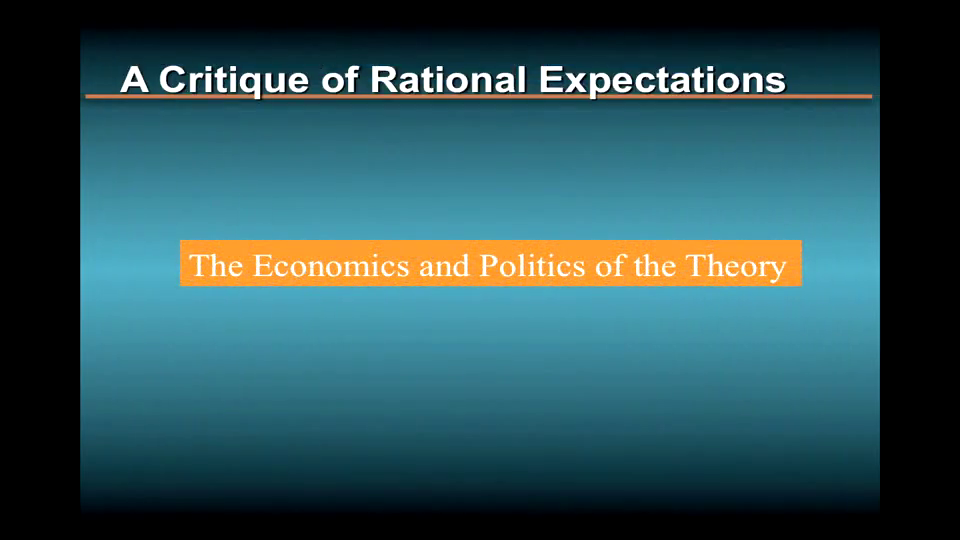 A Critique of Rational Expectations
The Economics and Politics of the Theory